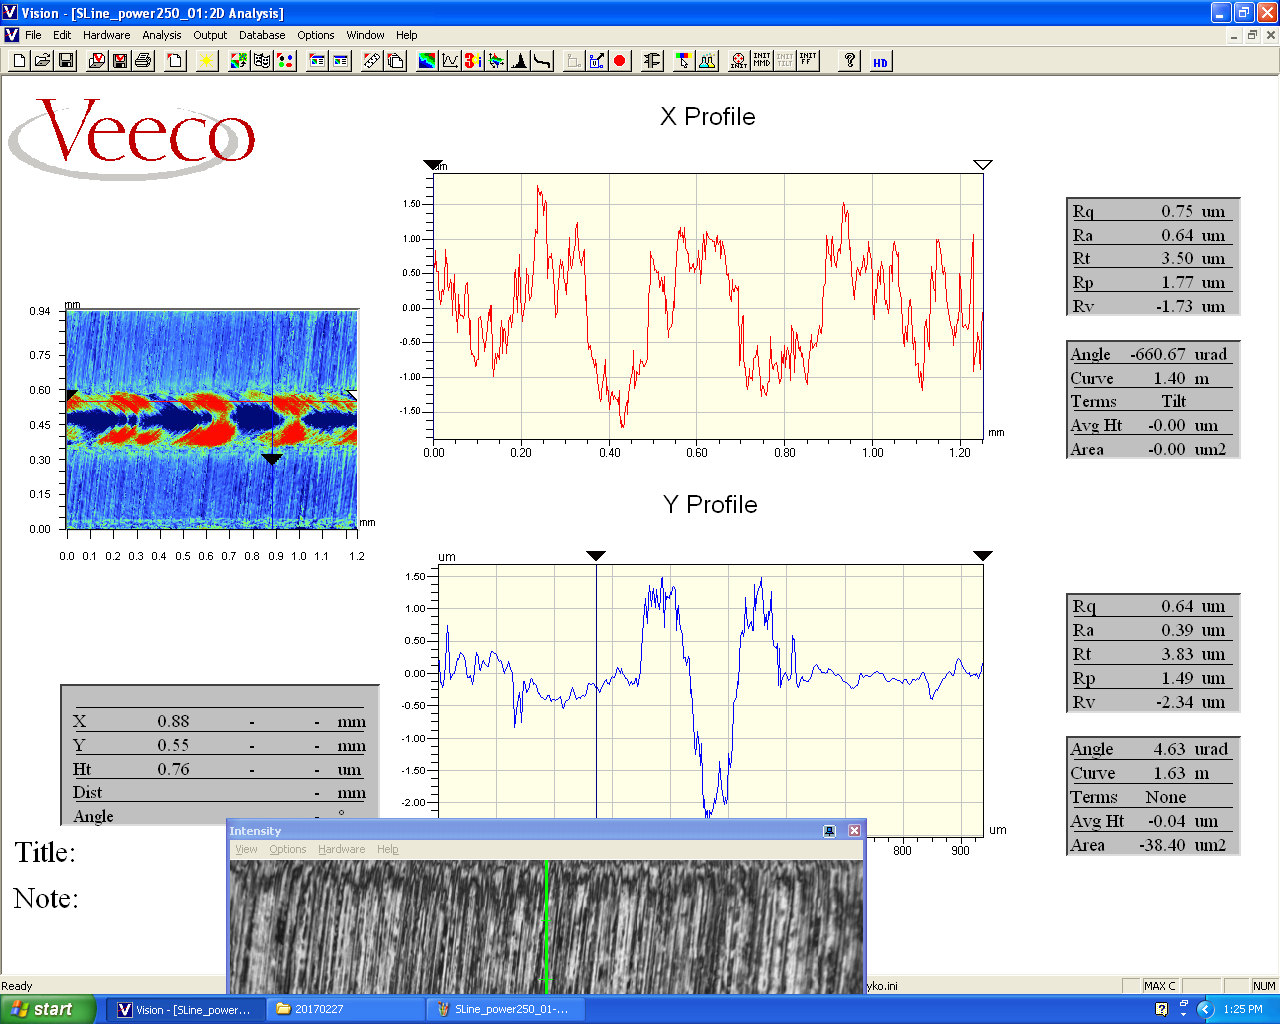 Vision - [SLine_power250_01:2D Analysis]
File Edit Hardware Analysis Output Database Options Window Help
INIT INIT MMD INIT TILT INIT FF ? HD
Veeco
X Profile
um
1.50
1.00
0.50
0.00
-0.50
-1.00
-1.50
0.00 0.20 0.40 0.60 0.80 1.00 1.20
mm
Rq 0.75 um
Ra 0.64 um
Rt 3.50 um
Rp 1.77 um
Rv -1.73 um
Angle -660.67 urad
Curve 1.40 m
Terms Tilt
Avg Ht -0.00 um
Area -0.00 um2
mm
0.94
0.75
0.60
0.45
0.30
0.15
0.00
mm
0.0 0.1 0.2 0.3 0.4 0.5 0.6 0.7 0.8 0.9 1.0 1.1 1.2
Y Profile
um
1.50
1.00
0.50
0.00
-0.50
-1.00
-1.50
-2.00
um
800 900
Rq 0.64 um
Ra 0.39 um
Rt 3.83 um
Rp 1.49 um
Rv -2.34 um
Angle 4.63 urad
Curve 1.63 m
Terms None
Avg Ht -0.04 um
Area -38.40 um2
X 0.88 - - mm
Y 0.55 - - mm
Ht 0.76 - - um
Dist - mm
Angle - °
Title:
Note:
Intensity
View Options Hardware Help
Ready
yko.ini
MAX C
NUM
start
Vision - [SLine_power...
20170227
SLine_power250_01-...
1:25 PM